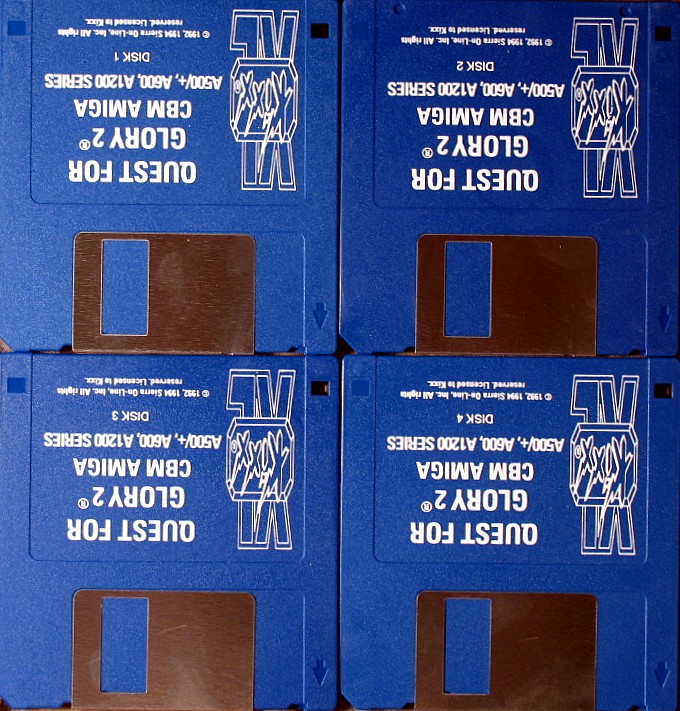 QUEST FOR
GLORY 2®
CBM AMIGA
A500/+, A600, A1200 SERIES
DISK 1
© 1992, 1994 Sierra On-Line, Inc. All rights
reserved. Licensed to Kixx.
KIXX
XL
QUEST FOR
GLORY 2®
CBM AMIGA
A500/+, A600, A1200 SERIES
DISK 2
© 1992, 1994 Sierra On-Line, Inc. All rights
reserved. Licensed to Kixx.
KIXX
XL
QUEST FOR
GLORY 2®
CBM AMIGA
A500/+, A600, A1200 SERIES
DISK 3
© 1992, 1994 Sierra On-Line, Inc. All rights
reserved. Licensed to Kixx.
KIXX
XL
QUEST FOR
GLORY 2®
CBM AMIGA
A500/+, A600, A1200 SERIES
DISK 4
© 1992, 1994 Sierra On-Line, Inc. All rights
reserved. Licensed to Kixx.
KIXX
XL